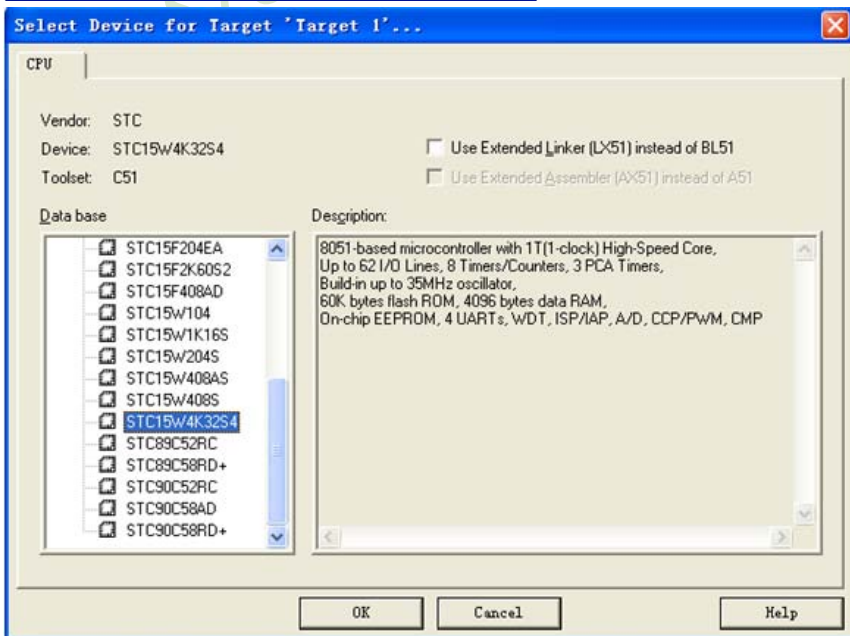 Select Device for Target 'Target 1'...
CPU
Vendor: STC
Device: STC15W4K32S4
Toolset: C51
Use Extended Linker (LX51) instead of BL51
Use Extended Assembler (AX51) instead of A51
Data base
Description:
STC15F204EA
STC15F2K60S2
STC15F408AD
STC15W104
STC15W1K16S
STC15W204S
STC15W408AS
STC15W408S
STC15W4K32S4
STC89C52RC
STC89C58RD+
STC90C52RC
STC90C58AD
STC90C58RD+
8051-based microcontroller with 1T(1-clock) High-Speed Core,
Up to 62 I/O Lines, 8 Timers/Counters, 3 PCA Timers,
Build-in up to 35MHz oscillator,
60K bytes flash ROM, 4096 bytes data RAM,
On-chip EEPROM, 4 UARTs, WDT, ISP/IAP, A/D, CCP/PWM, CMP
OK
Cancel
Help